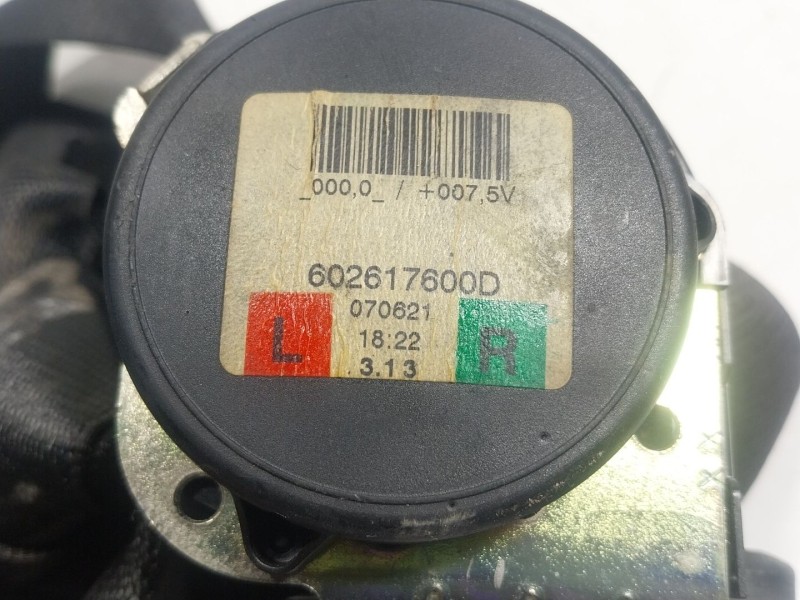 _000,0_ / +007,5V
602617600D
070621
L 18:22 R
3.13